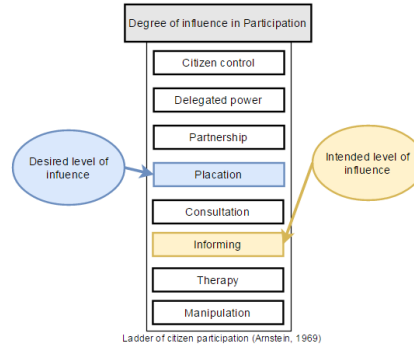 Degree of influence in Participation
Citizen control
Delegated power
Partnership
Desired level of
infuence
Intended level of
influence
Placation
Consultation
Informing
Therapy
Manipulation
Ladder of citizen participation (Arnstein, 1969)